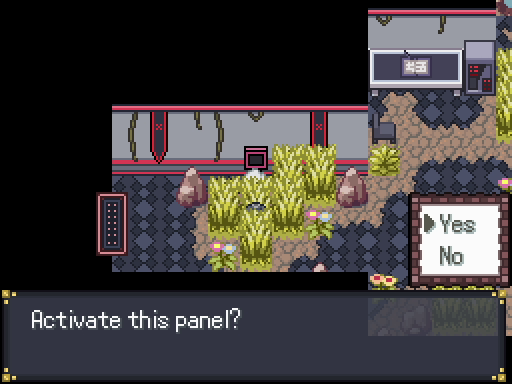 Yes
No
Activate this panel?